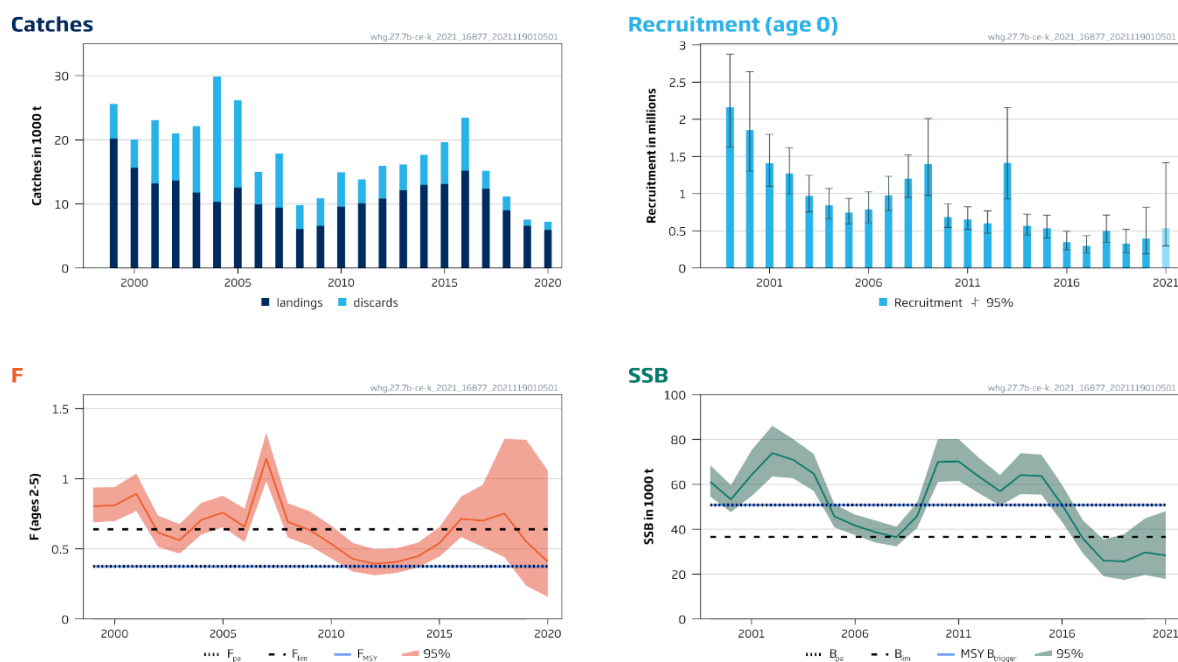 Catches
whg.27.7b-ce-k_2021_16877_2021119010501
Catches in 1000 t
30
20
10
0
2000
2005
2010
2015
2020
landings
discards
Recruitment (age 0)
whg.27.7b-ce-k_2021_16877_2021119010501
Recruitment in millions
3
2.5
2
1.5
1
0.5
0
2001
2006
2011
2016
2021
Recruitment
95%
F
whg.27.7b-ce-k_2021_16877_2021119010501
F (ages 2-5)
1.5
1
0.5
0
2000
2005
2010
2015
2020
Fpa
Flim
FMSY
95%
SSB
whg.27.7b-ce-k_2021_16877_2021119010501
SSB in 1000 t
100
80
60
40
20
0
2001
2006
2011
2016
2021
Bpa
Blim
MSY Btrigger
95%